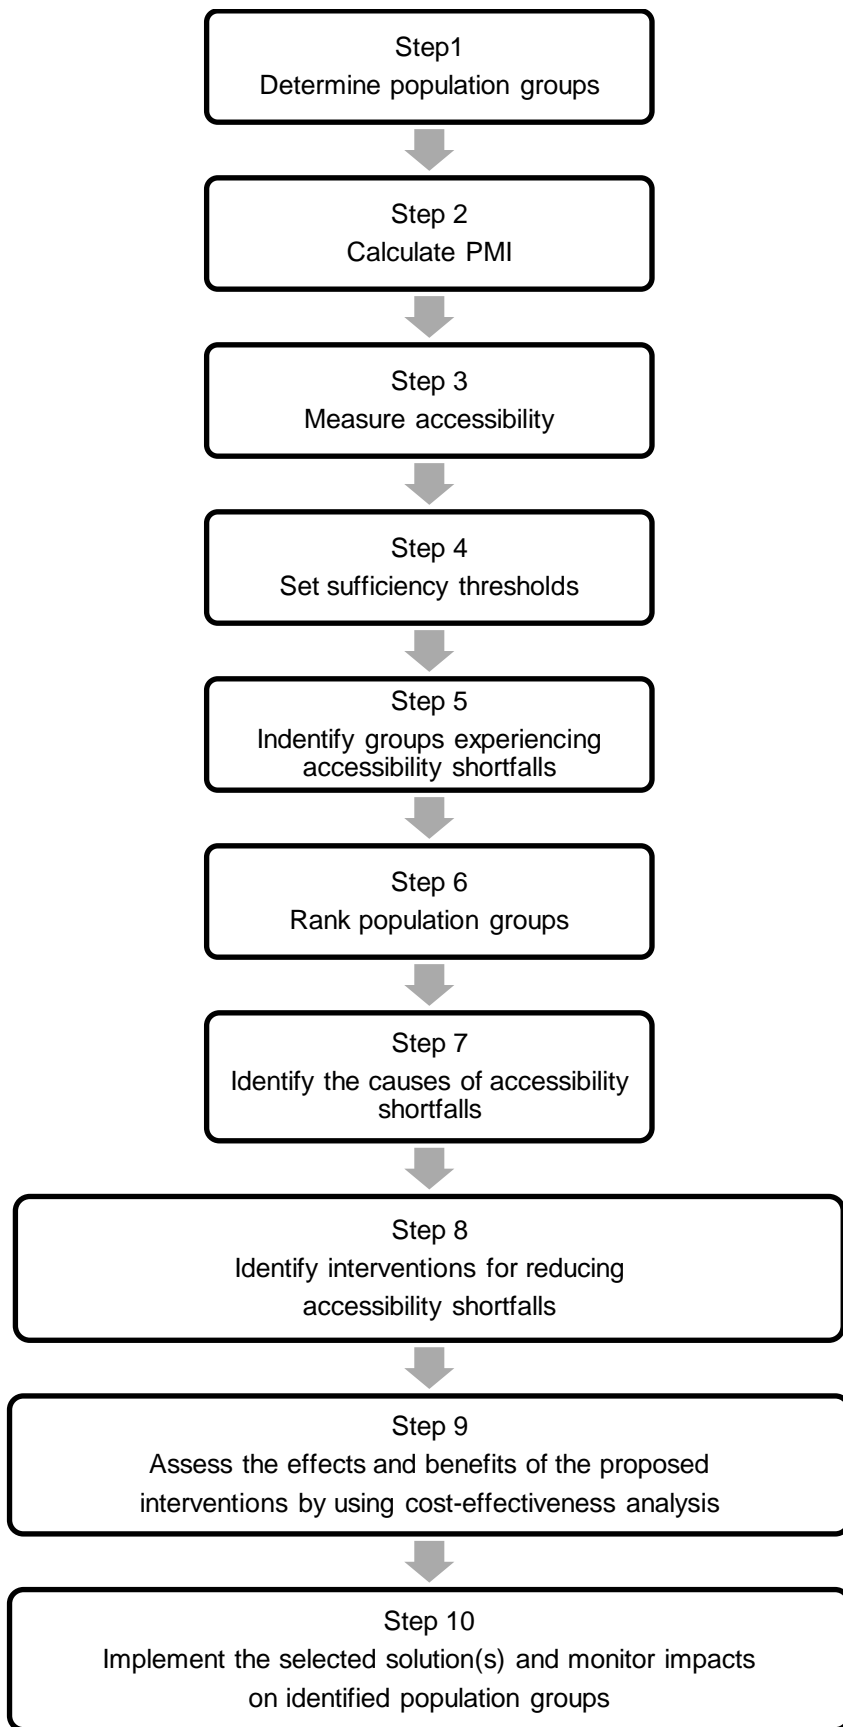 Step1
Determine population groups
Step 2
Calculate PMI
Step 3
Measure accessibility
Step 4
Set sufficiency thresholds
Step 5
Indentify groups experiencing
accessibility shortfalls
Step 6
Rank population groups
Step 7
Identify the causes of accessibility
shortfalls
Step 8
Identify interventions for reducing
accessibility shortfalls
Step 9
Assess the effects and benefits of the proposed
interventions by using cost-effectiveness analysis
Step 10
Implement the selected solution(s) and monitor impacts
on identified population groups